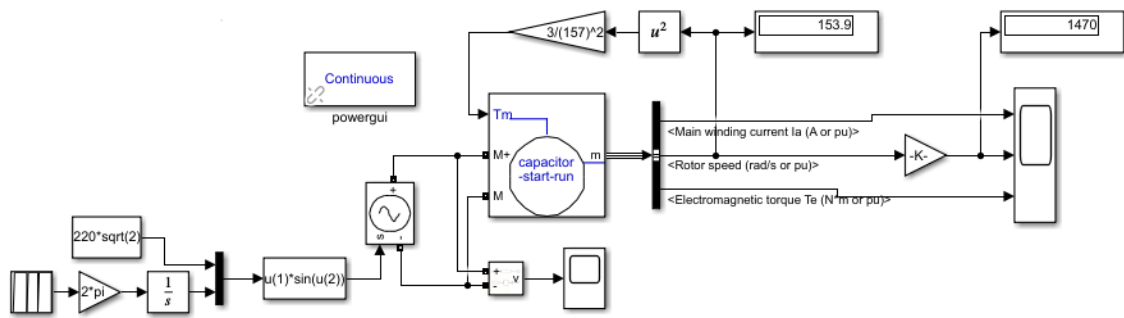 3/(157)^2
u²
153.9
1470
Continuous
powergui
Tm
M+
M
capacitor
-start-run
m
<Main winding current Ia (A or pu)>
<Rotor speed (rad/s or pu)>
<Electromagnetic torque Te (N*m or pu)>
-K-
+
s
-
220*sqrt(2)
2*pi
1
s
u(1)*sin(u(2))
+
-
v